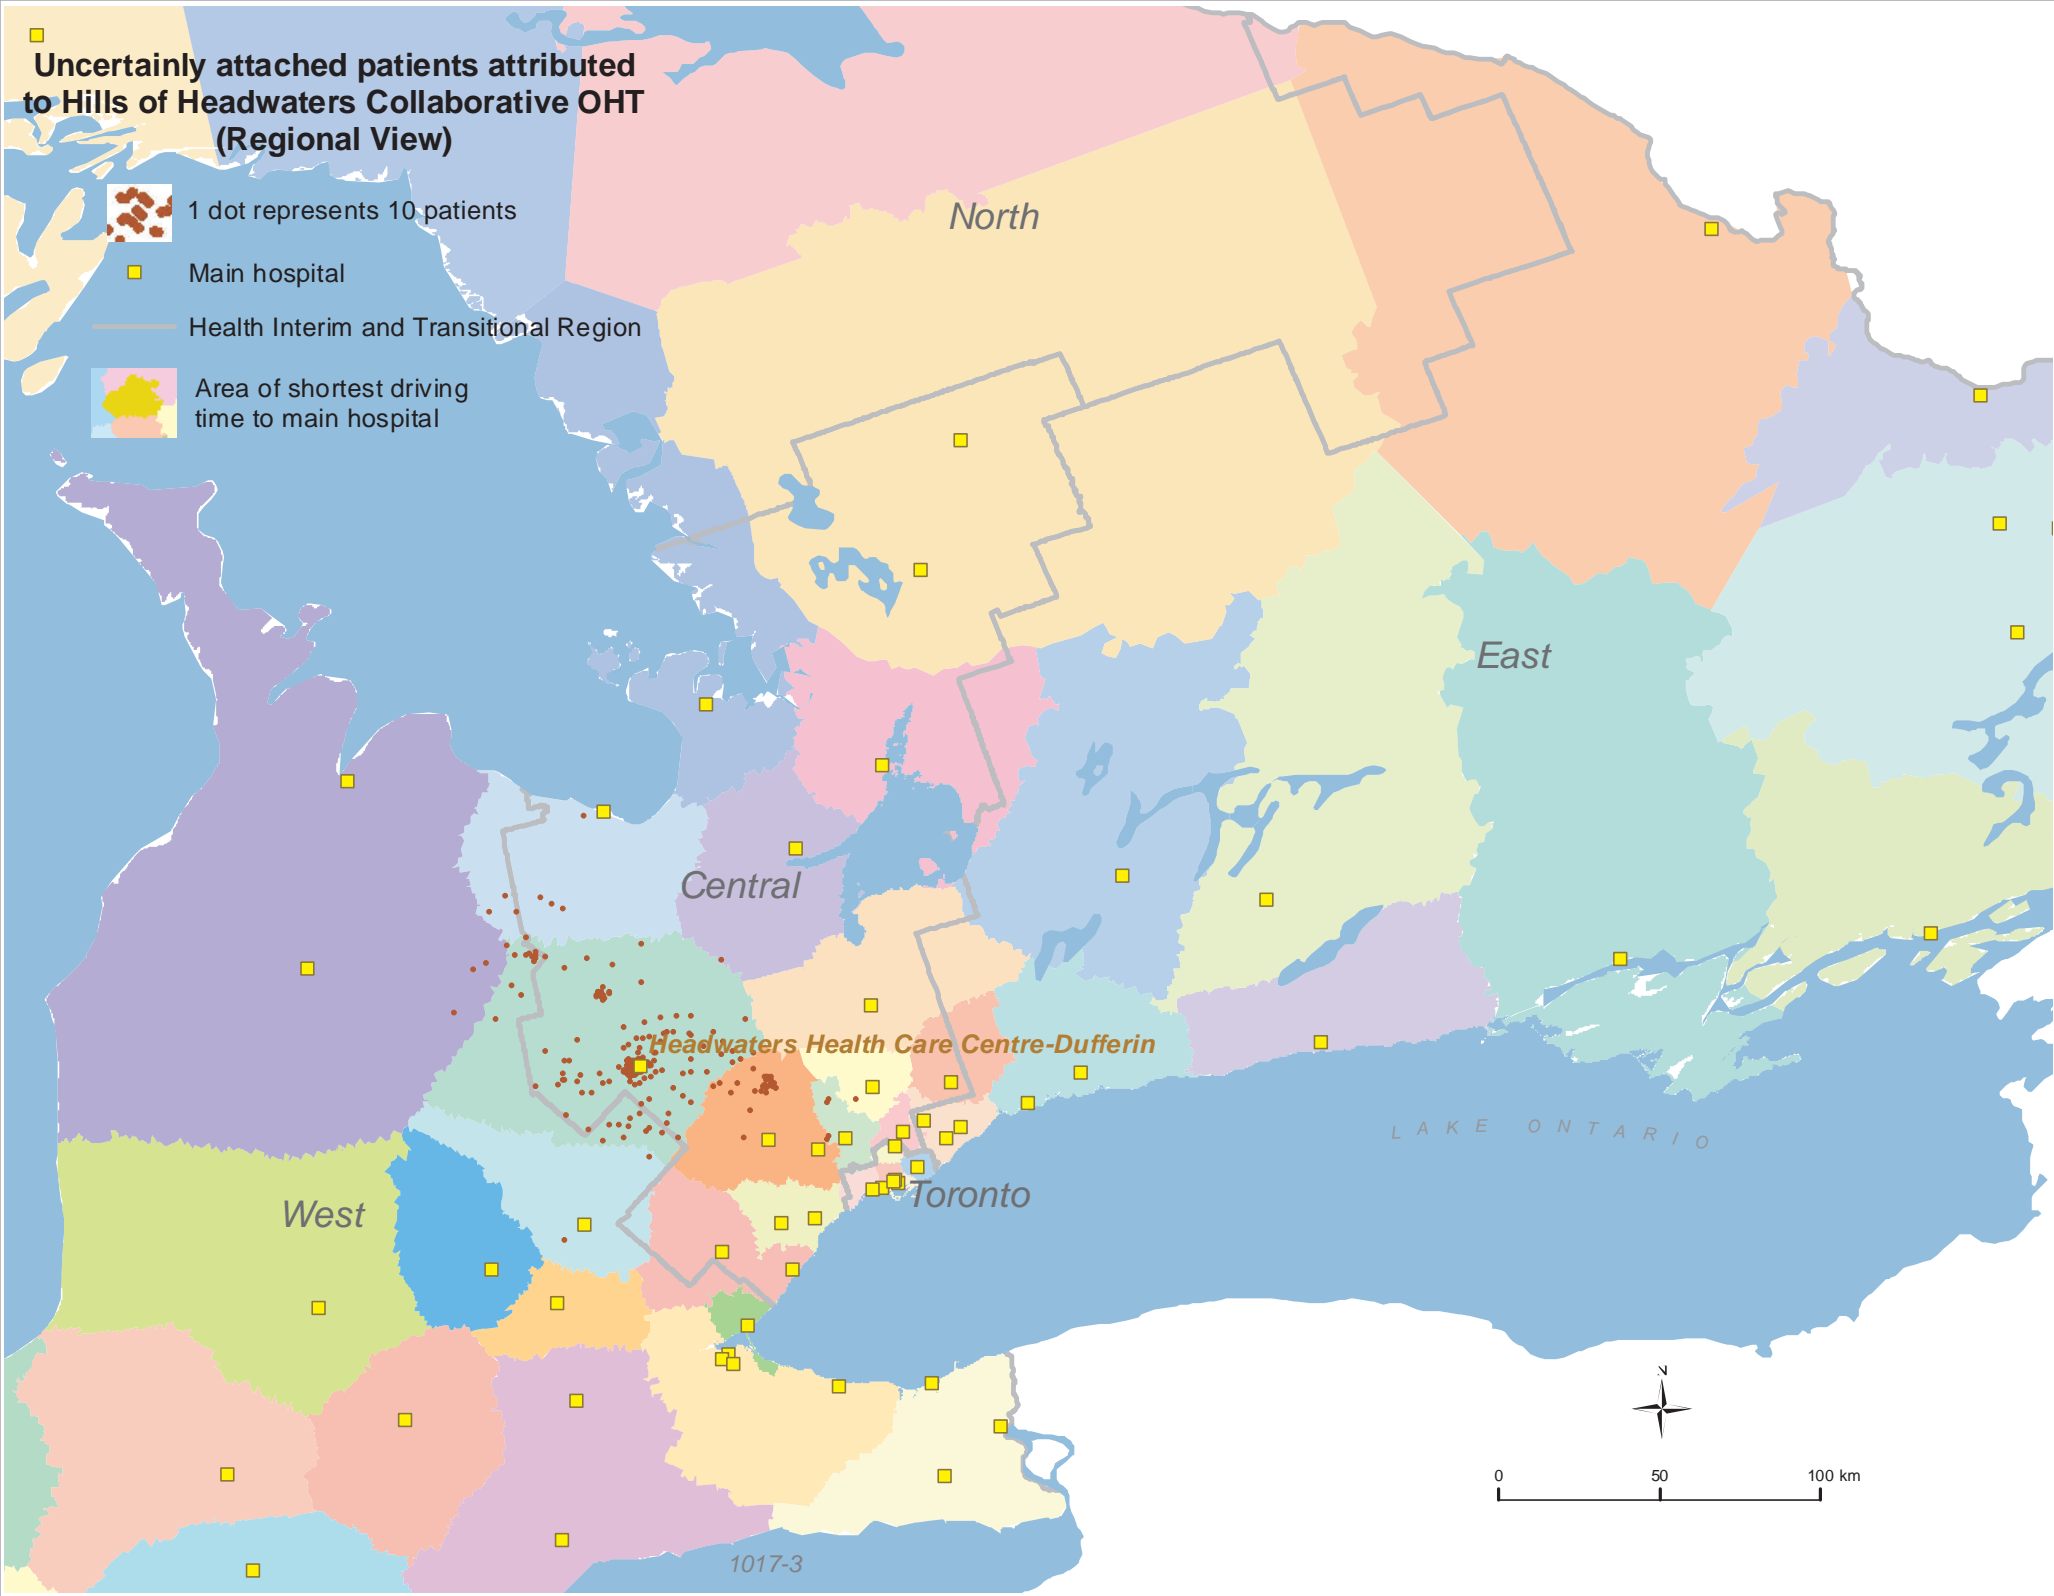 Uncertainly attached patients attributed
to Hills of Headwaters Collaborative OHT
(Regional View)
1 dot represents 10 patients
Main hospital
Health Interim and Transitional Region
Area of shortest driving
time to main hospital
North
East
Central
Headwaters Health Care Centre-Dufferin
LAKE ONTARIO
West
Toronto
N
0 50 100 km
1017-3